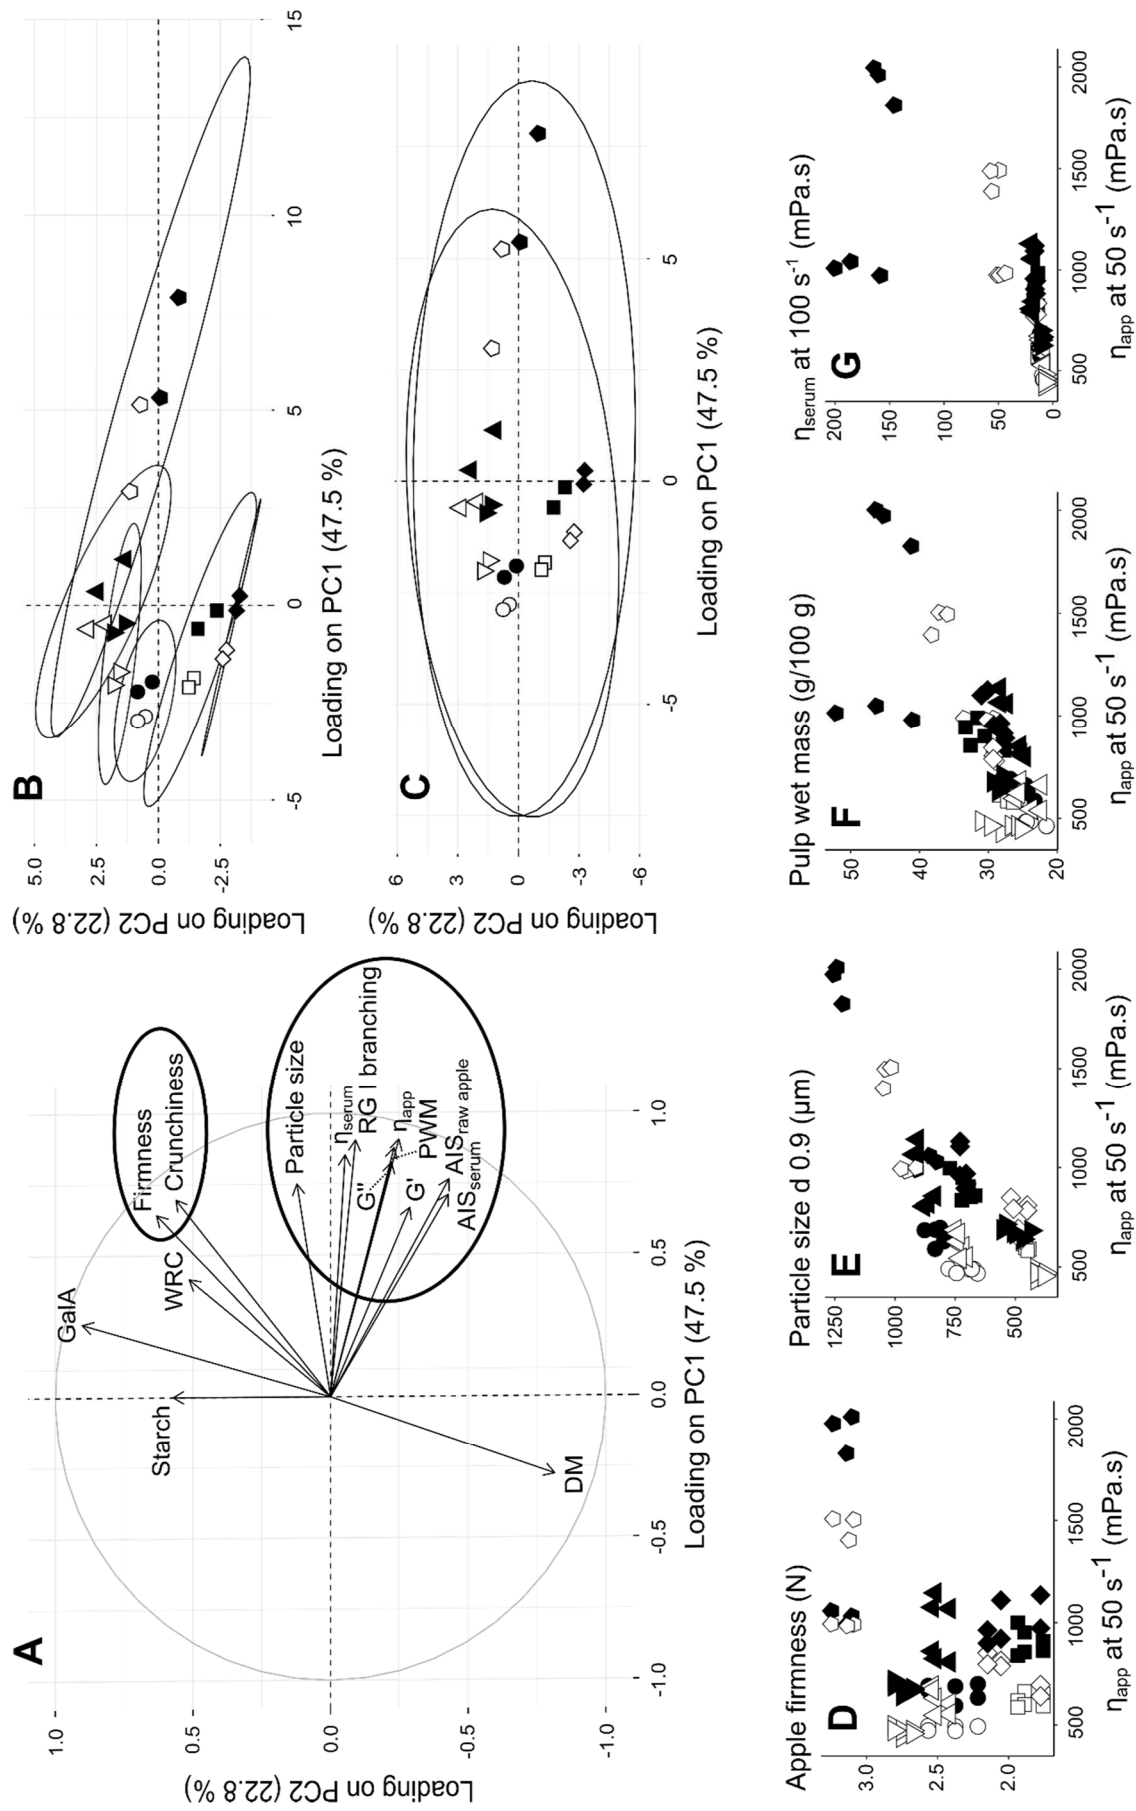 A
Loading on PC2 (22.8 %)
1.0
0.5
0.0
-0.5
-1.0
GalA
Starch
WRC
Firmness
Crunchiness
Particle size
ηserum
RG I branching
G''
ηapp
PWM
G'
AISraw apple
AISserum
DM
-1.0
-0.5
0.0
0.5
1.0
Loading on PC1 (47.5 %)
B
Loading on PC2 (22.8 %)
5.0
2.5
0.0
-2.5
-5
0
5
10
15
Loading on PC1 (47.5 %)
C
Loading on PC2 (22.8 %)
6
3
0
-3
-6
-5
0
5
Loading on PC1 (47.5 %)
Apple firmness (N)
D
3.0
2.5
2.0
500
1000
1500
2000
ηapp at 50 s-1 (mPa.s)
Particle size d 0.9 (µm)
E
1250
1000
750
500
500
1000
1500
2000
ηapp at 50 s-1 (mPa.s)
Pulp wet mass (g/100 g)
F
50
40
30
20
500
1000
1500
2000
ηapp at 50 s-1 (mPa.s)
ηserum at 100 s-1 (mPa.s)
G
200
150
100
50
0
500
1000
1500
2000
ηapp at 50 s-1 (mPa.s)